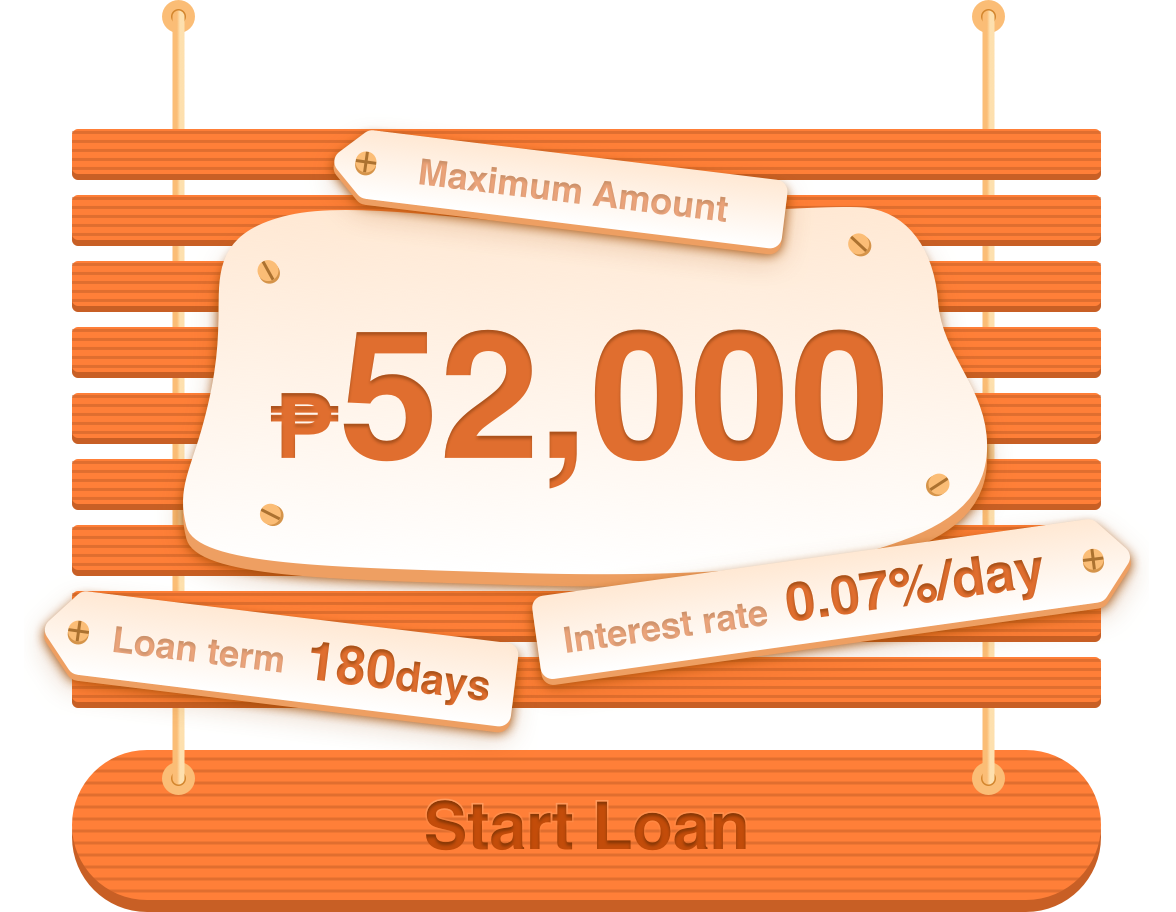 Maximum Amount
₱52,000
Interest rate 0.07%/day
Loan term 180days
Start Loan